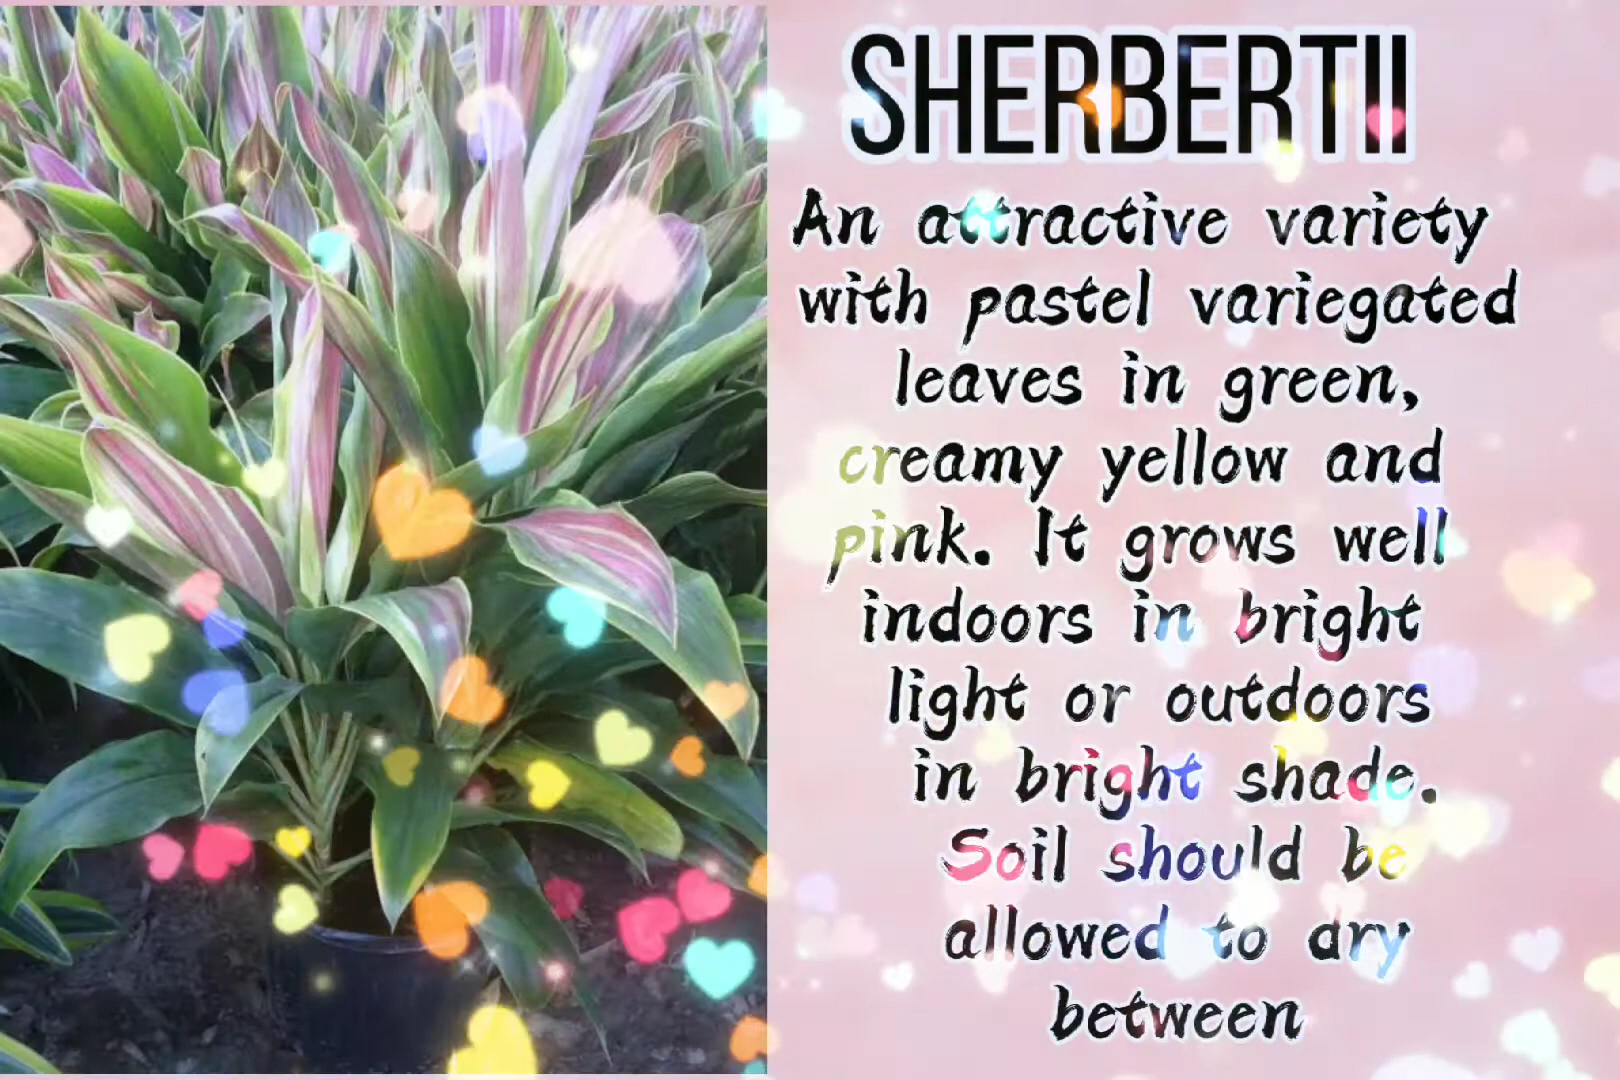 SHERBERTII
An attractive variety
with pastel variegated
leaves in green,
creamy yellow and
pink. It grows well
indoors in bright
light or outdoors
in bright shade.
Soil should be
allowed to dry
between